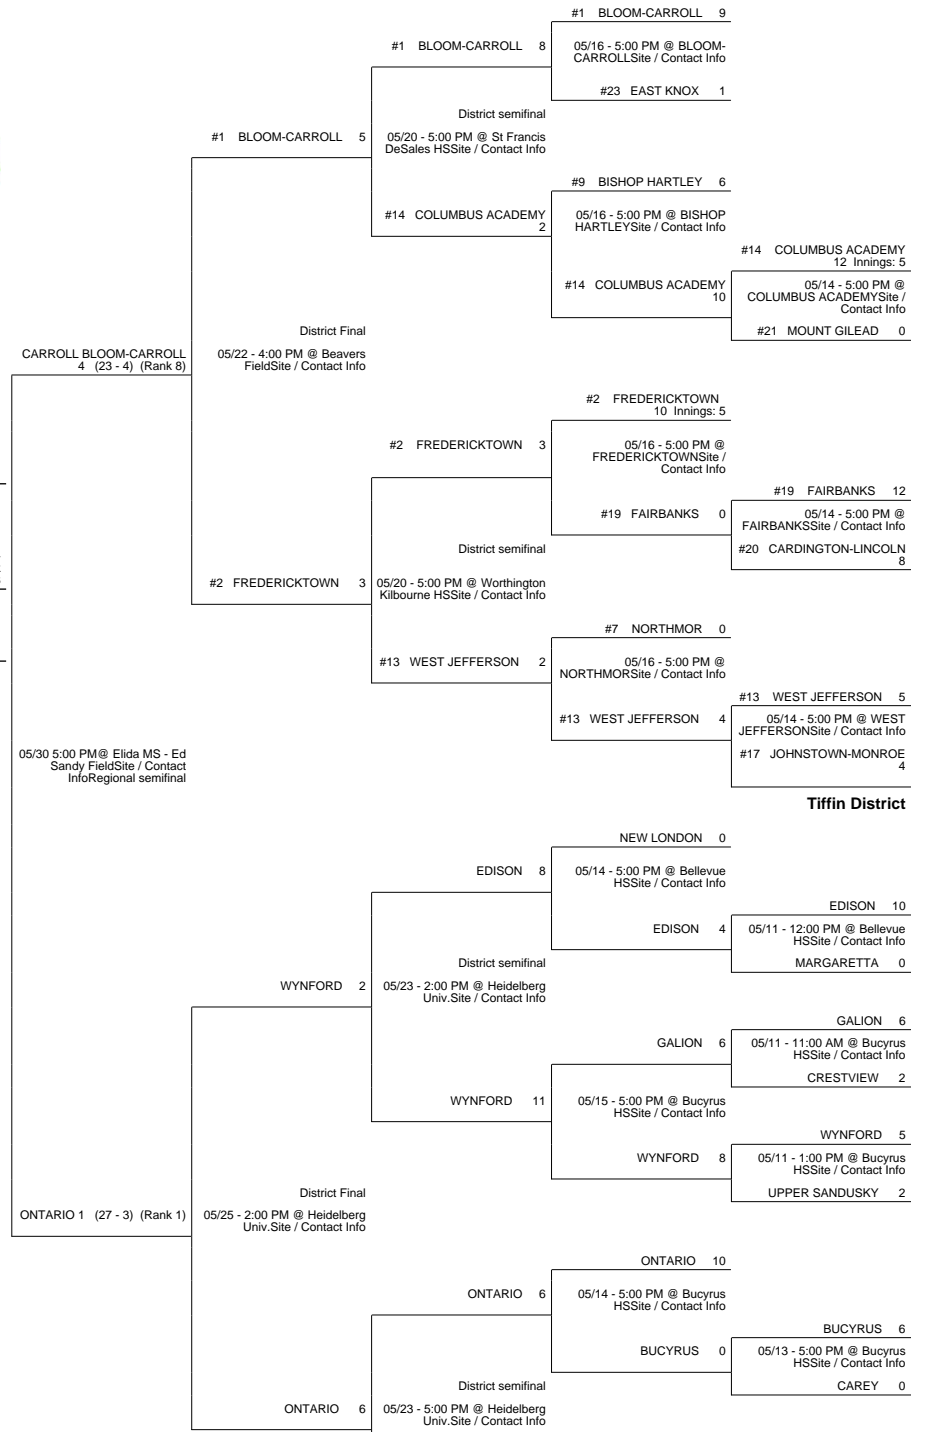 #1 BLOOM-CARROLL 9
#1 BLOOM-CARROLL 8
05/16 - 5:00 PM @ BLOOM-
CARROLLSite / Contact Info
#23 EAST KNOX 1
District semifinal
#1 BLOOM-CARROLL 5
05/20 - 5:00 PM @ St Francis
DeSales HSSite / Contact Info
#9 BISHOP HARTLEY 6
#14 COLUMBUS ACADEMY
2
05/16 - 5:00 PM @ BISHOP
HARTLEYSite / Contact Info
#14 COLUMBUS ACADEMY
12 Innings: 5
#14 COLUMBUS ACADEMY
10
05/14 - 5:00 PM @
COLUMBUS ACADEMYSite /
Contact Info
#21 MOUNT GILEAD 0
District Final
05/22 - 4:00 PM @ Beavers
FieldSite / Contact Info
CARROLL BLOOM-CARROLL
4 (23 - 4) (Rank 8)
#2 FREDERICKTOWN
10 Innings: 5
#2 FREDERICKTOWN 3
05/16 - 5:00 PM @
FREDERICKTOWNSite /
Contact Info
#19 FAIRBANKS 12
#19 FAIRBANKS 0
05/14 - 5:00 PM @
FAIRBANKSSite / Contact Info
#20 CARDINGTON-LINCOLN
8
District semifinal
#2 FREDERICKTOWN 3
05/20 - 5:00 PM @ Worthington
Kilbourne HSSite / Contact Info
#7 NORTHMOR 0
#13 WEST JEFFERSON 2
05/16 - 5:00 PM @
NORTHMORSite / Contact Info
#13 WEST JEFFERSON 5
#13 WEST JEFFERSON 4
05/14 - 5:00 PM @ WEST
JEFFERSONSite / Contact Info
#17 JOHNSTOWN-MONROE
4
05/30 5:00 PM@ Elida MS - Ed
Sandy FieldSite / Contact
InfoRegional semifinal
Tiffin District
NEW LONDON 0
EDISON 8
05/14 - 5:00 PM @ Bellevue
HSSite / Contact Info
EDISON 10
EDISON 4
05/11 - 12:00 PM @ Bellevue
HSSite / Contact Info
MARGARETTA 0
District semifinal
WYNFORD 2
05/23 - 2:00 PM @ Heidelberg
Univ.Site / Contact Info
GALION 6
GALION 6
05/11 - 11:00 AM @ Bucyrus
HSSite / Contact Info
CRESTVIEW 2
WYNFORD 11
05/15 - 5:00 PM @ Bucyrus
HSSite / Contact Info
WYNFORD 5
WYNFORD 8
05/11 - 1:00 PM @ Bucyrus
HSSite / Contact Info
UPPER SANDUSKY 2
District Final
ONTARIO 1 (27 - 3) (Rank 1)
05/25 - 2:00 PM @ Heidelberg
Univ.Site / Contact Info
ONTARIO 10
ONTARIO 6
05/14 - 5:00 PM @ Bucyrus
HSSite / Contact Info
BUCYRUS 6
BUCYRUS 0
05/13 - 5:00 PM @ Bucyrus
HSSite / Contact Info
CAREY 0
District semifinal
ONTARIO 6
05/23 - 5:00 PM @ Heidelberg
Univ.Site / Contact Info